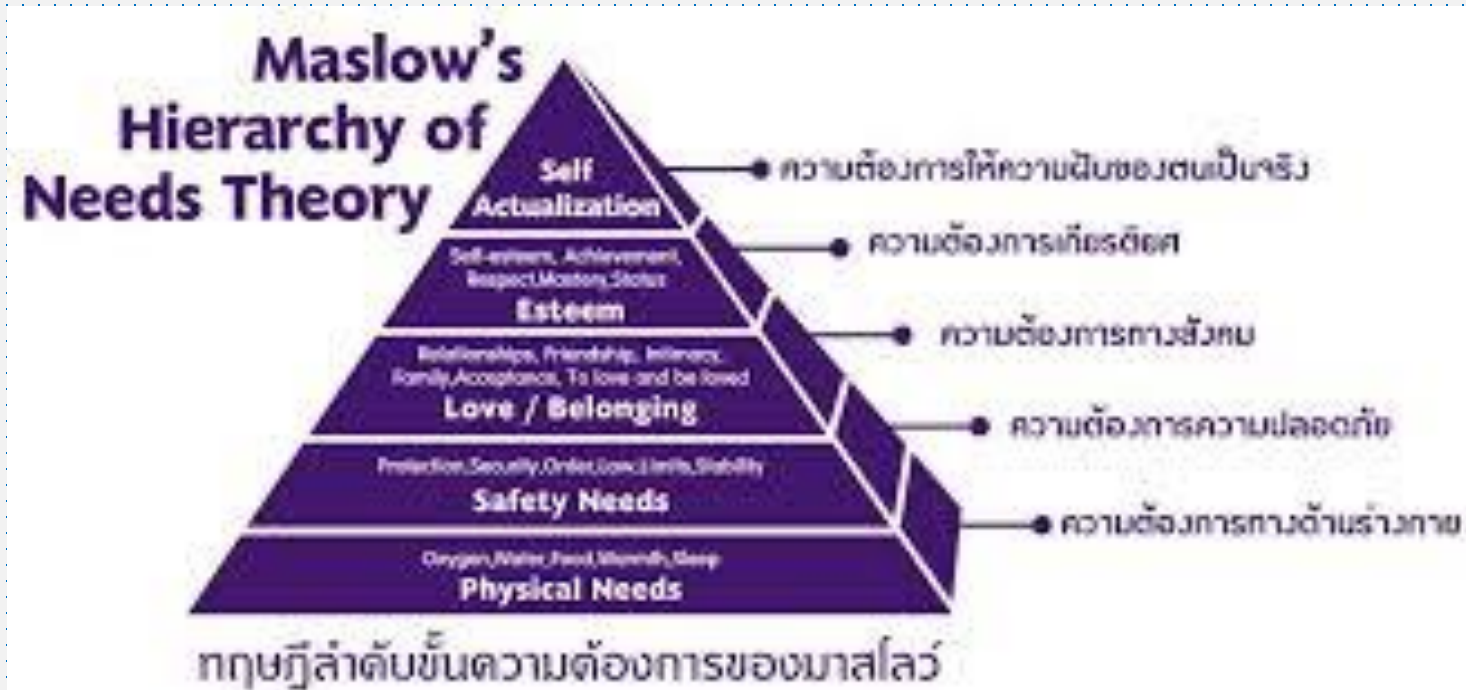 Maslow's
Hierarchy of
Needs Theory
Self
Actualization
ความต้องการให้ความฝันของตนเป็นจริง
Self-esteem, Achievement,
Respect,Mastery,Status
Esteem
ความต้องการเกียรติยศ
Relationships, Friendship, Intimacy,
Family,Acceptance, To love and be loved
Love / Belonging
ความต้องการทางสังคม
Protection,Security,Order,Law,Limits,Stability
Safety Needs
ความต้องการความปลอดภัย
Oxygen,Water,Food,Warmth,Sleep
Physical Needs
ความต้องการทางด้านร่างกาย
ทฤษฎีลำดับขั้นความต้องการของมาสโลว์